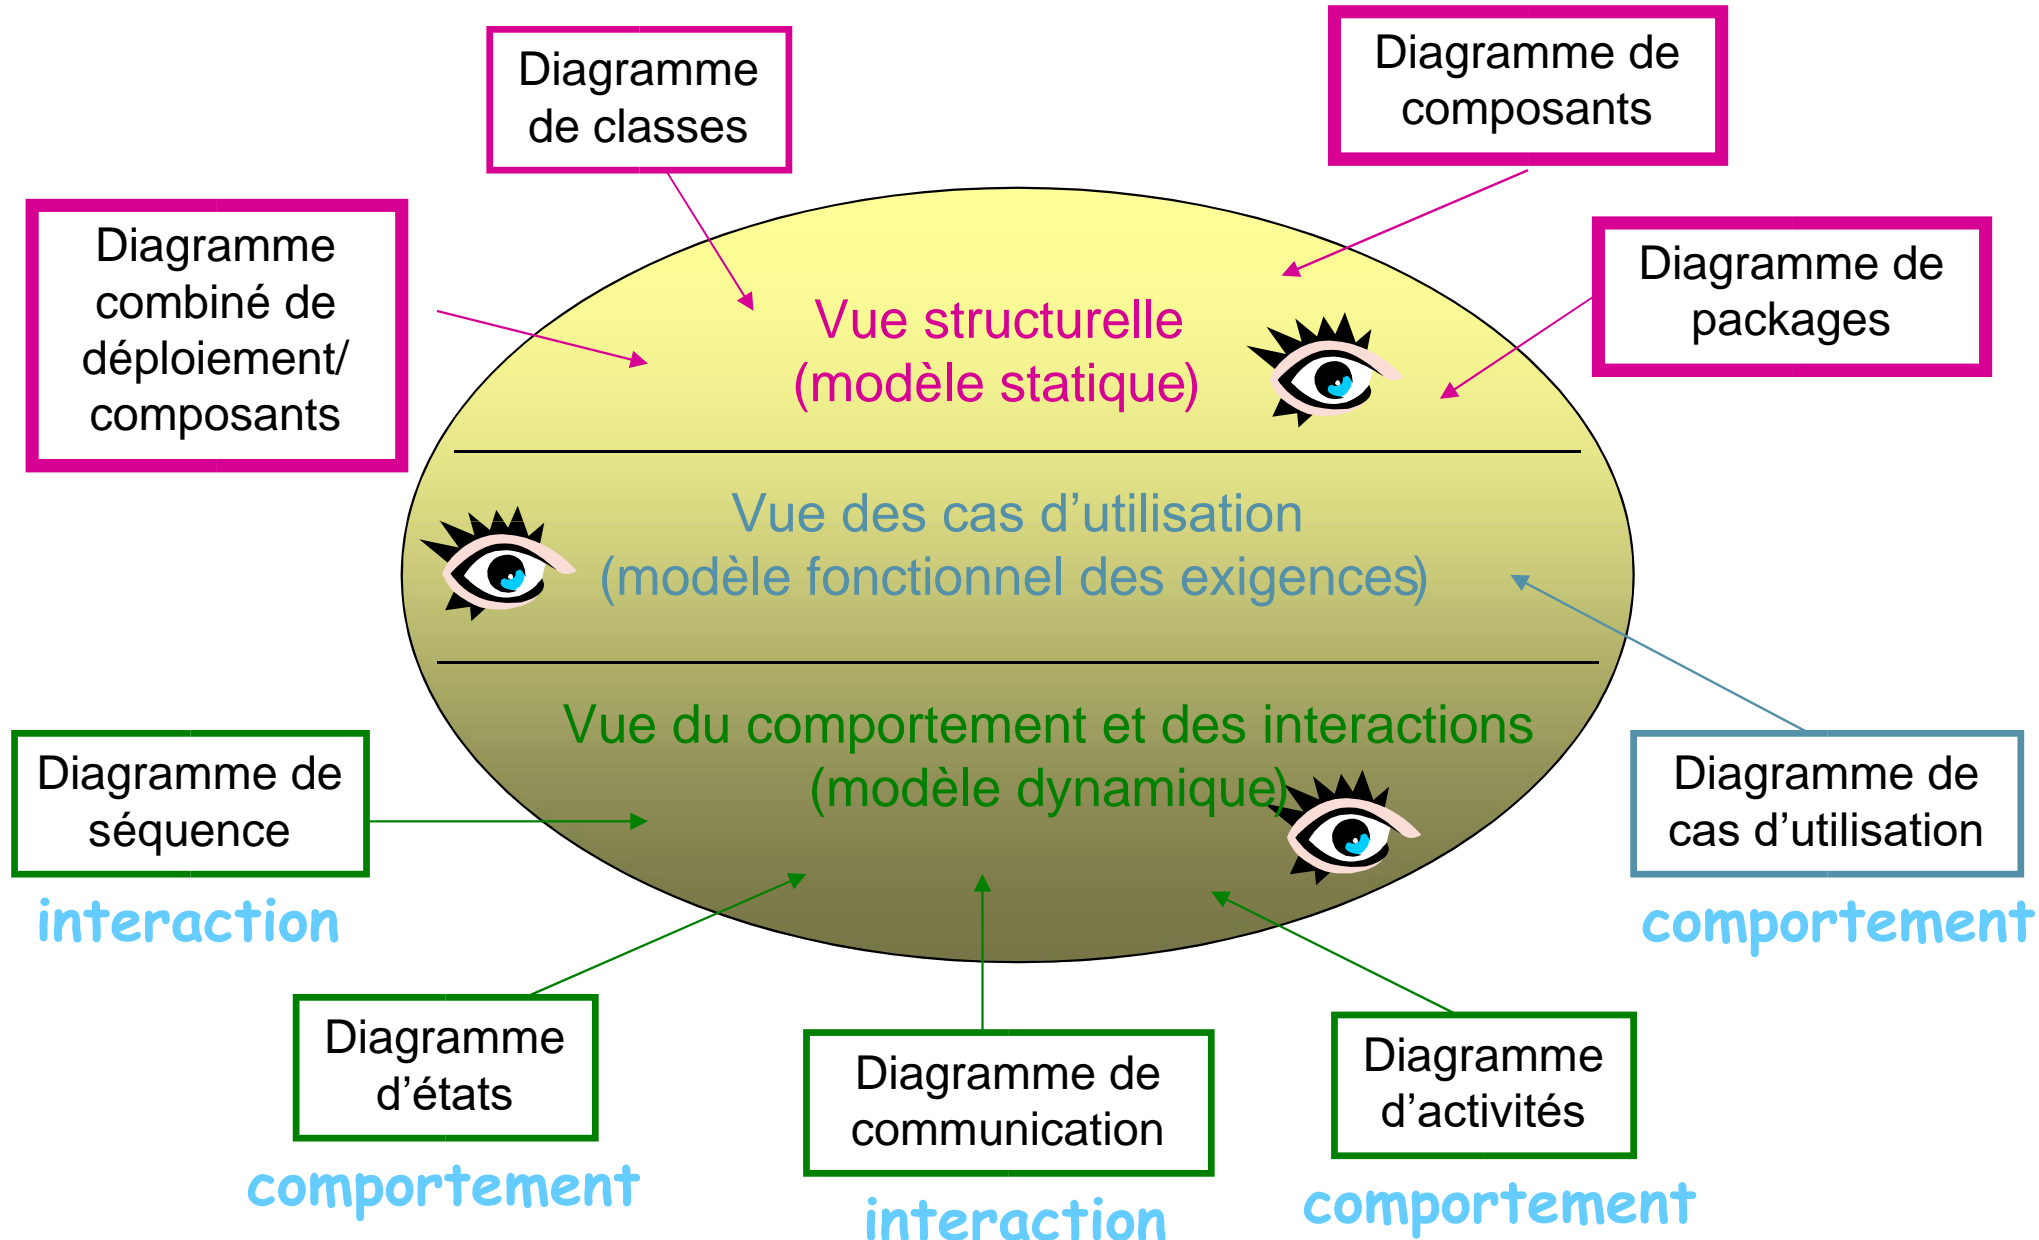 Diagramme
de classes
Diagramme de
composants
Diagramme
combiné de
déploiement/
composants
Diagramme de
packages
Vue structurelle
(modèle statique)
Vue des cas d’utilisation
(modèle fonctionnel des exigences)
Vue du comportement et des interactions
(modèle dynamique)
Diagramme de
séquence
interaction
Diagramme de
cas d’utilisation
comportement
Diagramme
d’états
comportement
Diagramme de
communication
interaction
Diagramme
d’activités
comportement